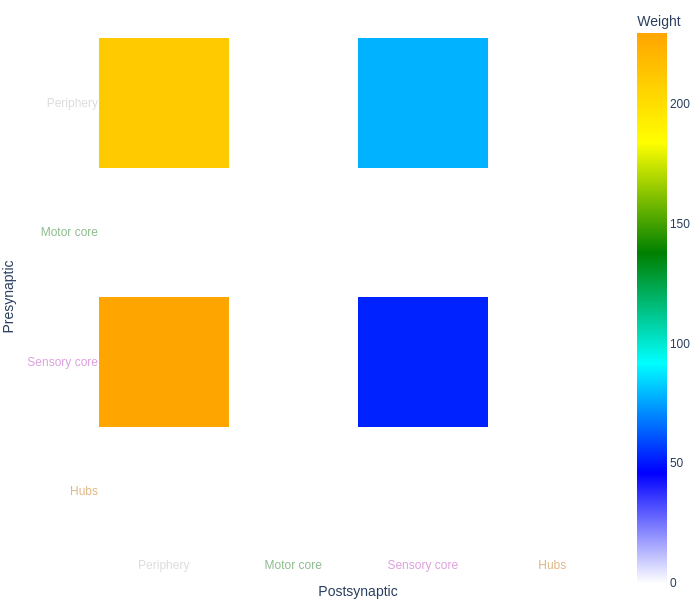 Weight
Periphery
Motor core
Sensory core
Hubs
Presynaptic
Periphery
Motor core
Sensory core
Hubs
Postsynaptic
200
150
100
50
0